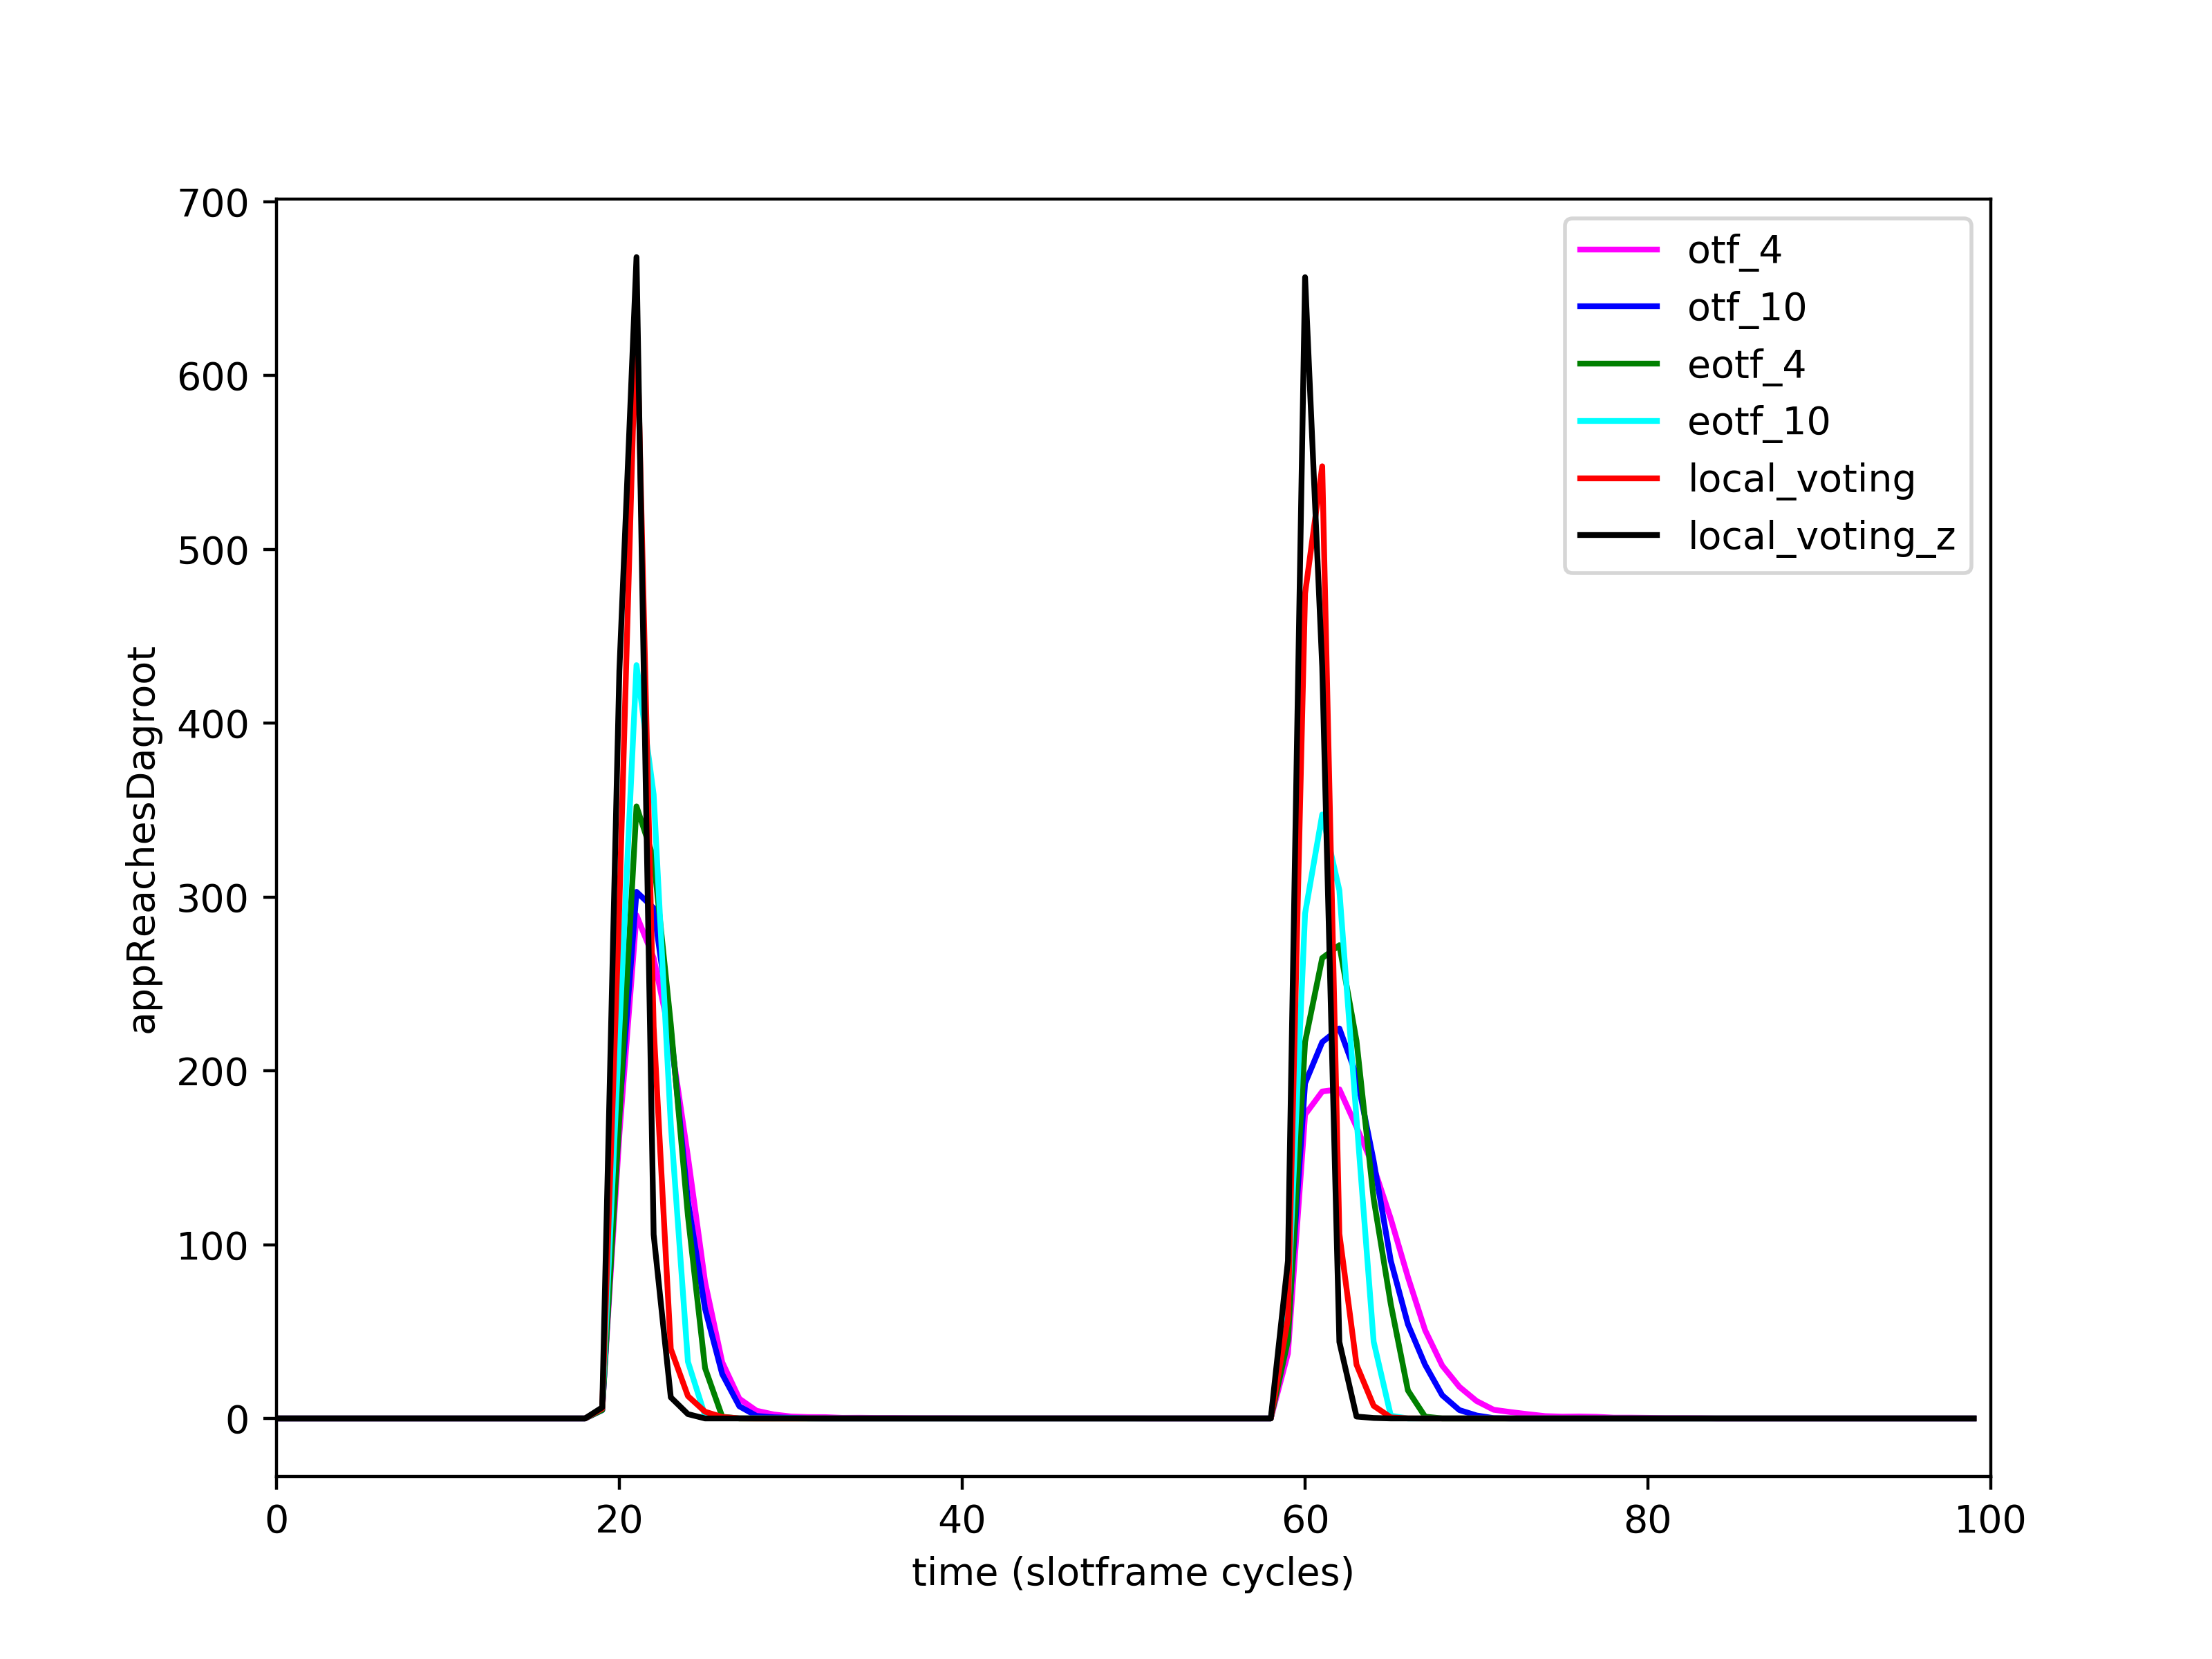 700
600
500
400
300
200
100
0
appReachesDagroot
0 20 40 60 80 100
time (slotframe cycles)
otf_4
otf_10
eotf_4
eotf_10
local_voting
local_voting_z